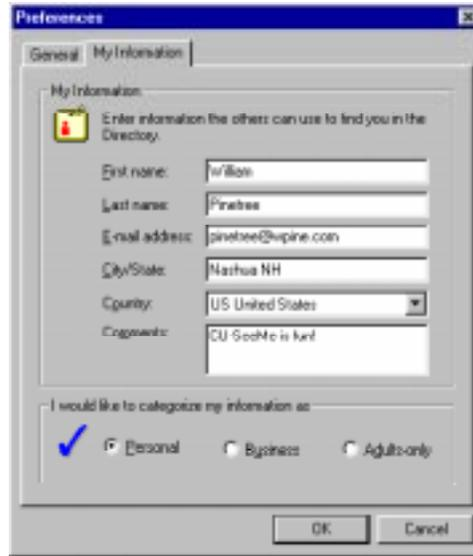 Preferences
General My Information
My Information
Enter information the others can use to find you in the
Directory.
First name: William
Last name: Pinetree
E-mail address: pinetree@wpine.com
City/State: Nashua NH
Country: US United States
Comments: CU-SeeMe is fun!
I would like to categorize my information as
Personal Business Adults-only
OK Cancel